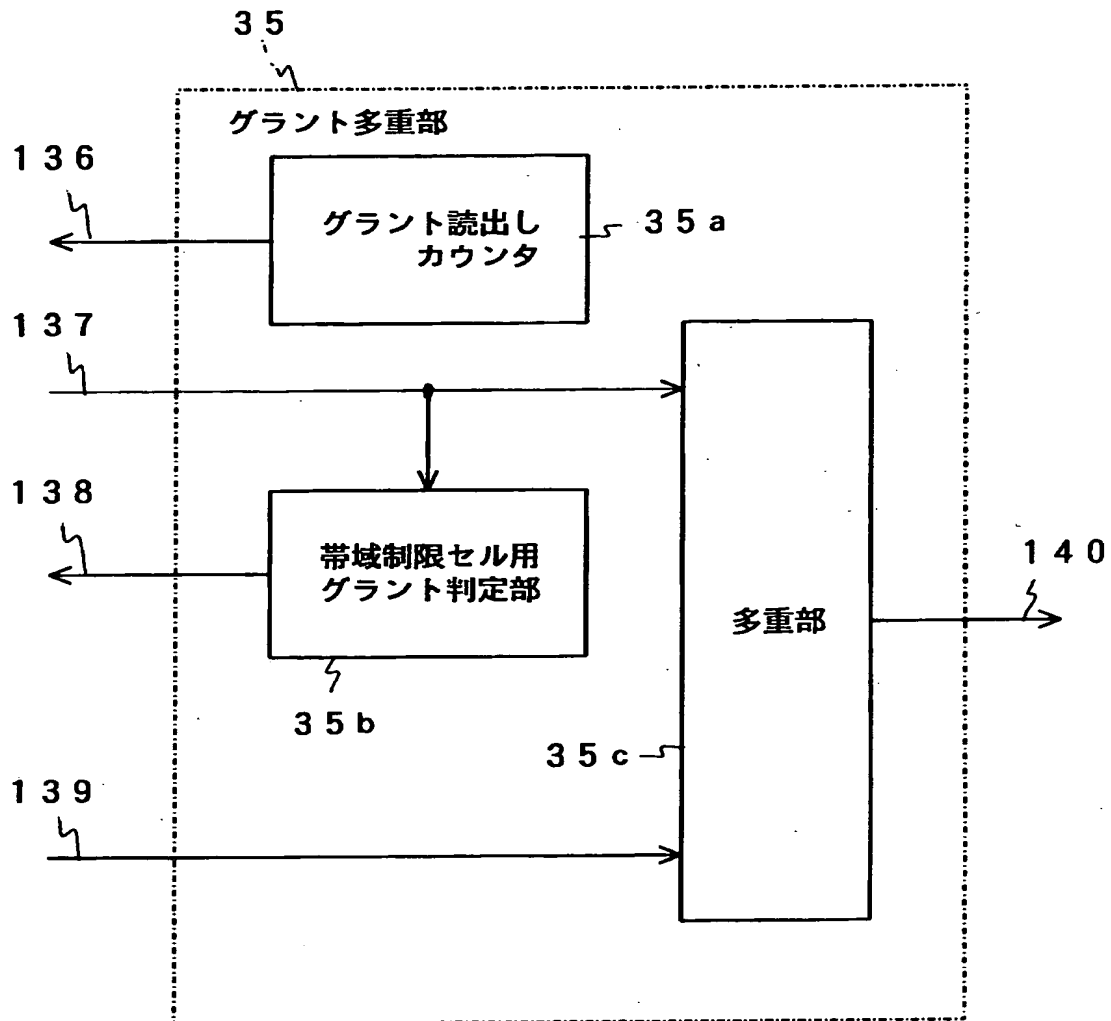 ３５
グラント多重部
１３６
グラント読出し
カウンタ
３５ａ
１３７
１３８
帯域制限セル用
グラント判定部
３５ｂ
多重部
１４０
３５ｃ
１３９